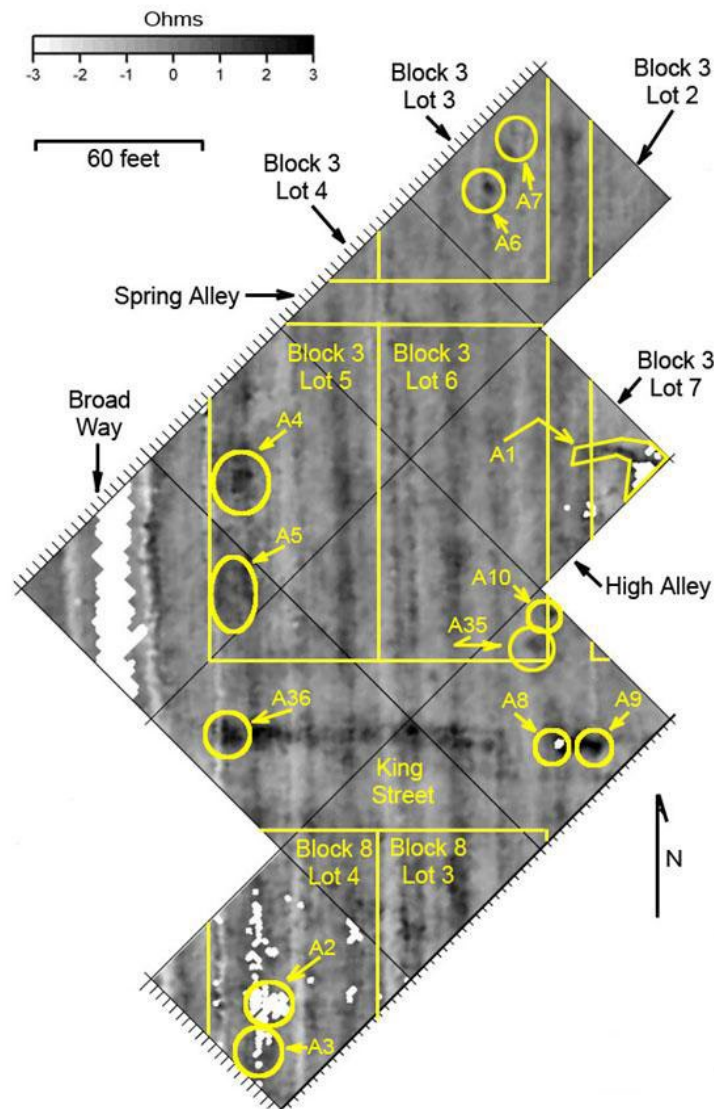 Ohms
-3 -2 -1 0 1 2 3
60 feet
Block 3
Lot 3
Block 3
Lot 2
Block 3
Lot 4
A7
A6
Spring Alley
Block 3
Lot 5
Block 3
Lot 6
Block 3
Lot 7
Broad
Way
A4
A1
A5
A10
High Alley
A35
A36
A8
A9
King
Street
N
Block 8
Lot 4
Block 8
Lot 3
A2
A3